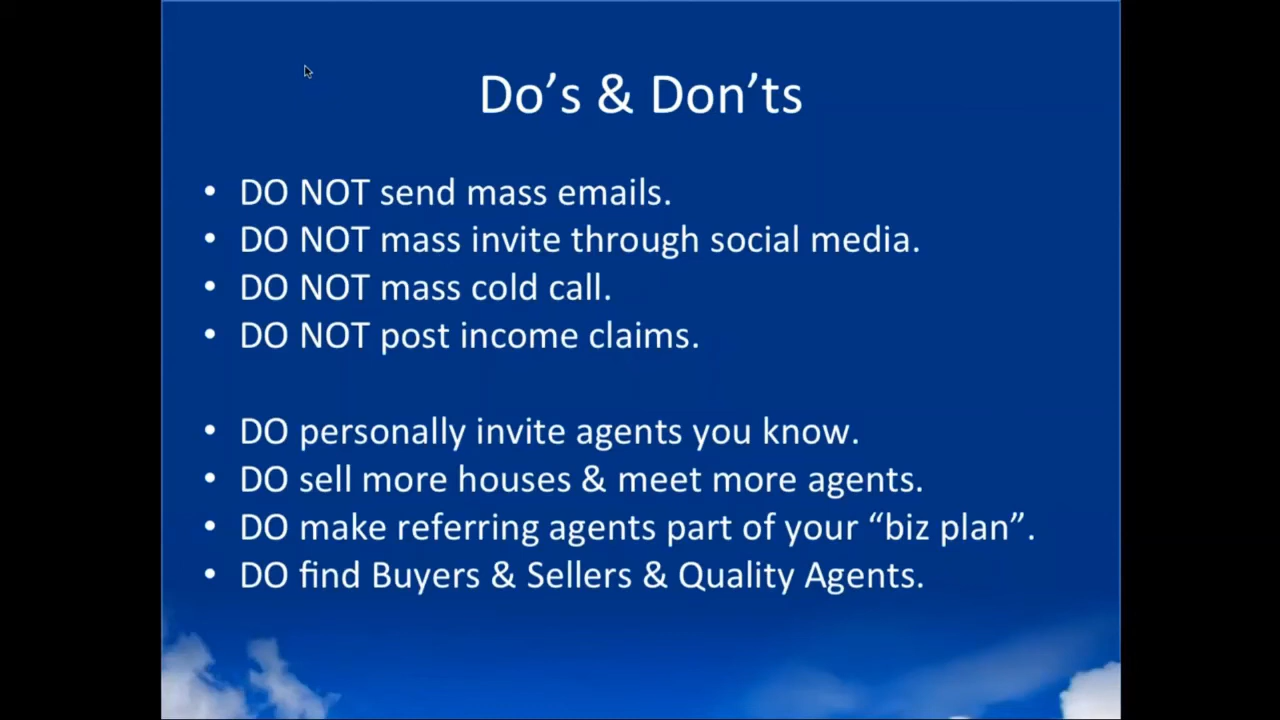 Do’s & Don’ts
• DO NOT send mass emails.
• DO NOT mass invite through social media.
• DO NOT mass cold call.
• DO NOT post income claims.
• DO personally invite agents you know.
• DO sell more houses & meet more agents.
• DO make referring agents part of your “biz plan”.
• DO find Buyers & Sellers & Quality Agents.